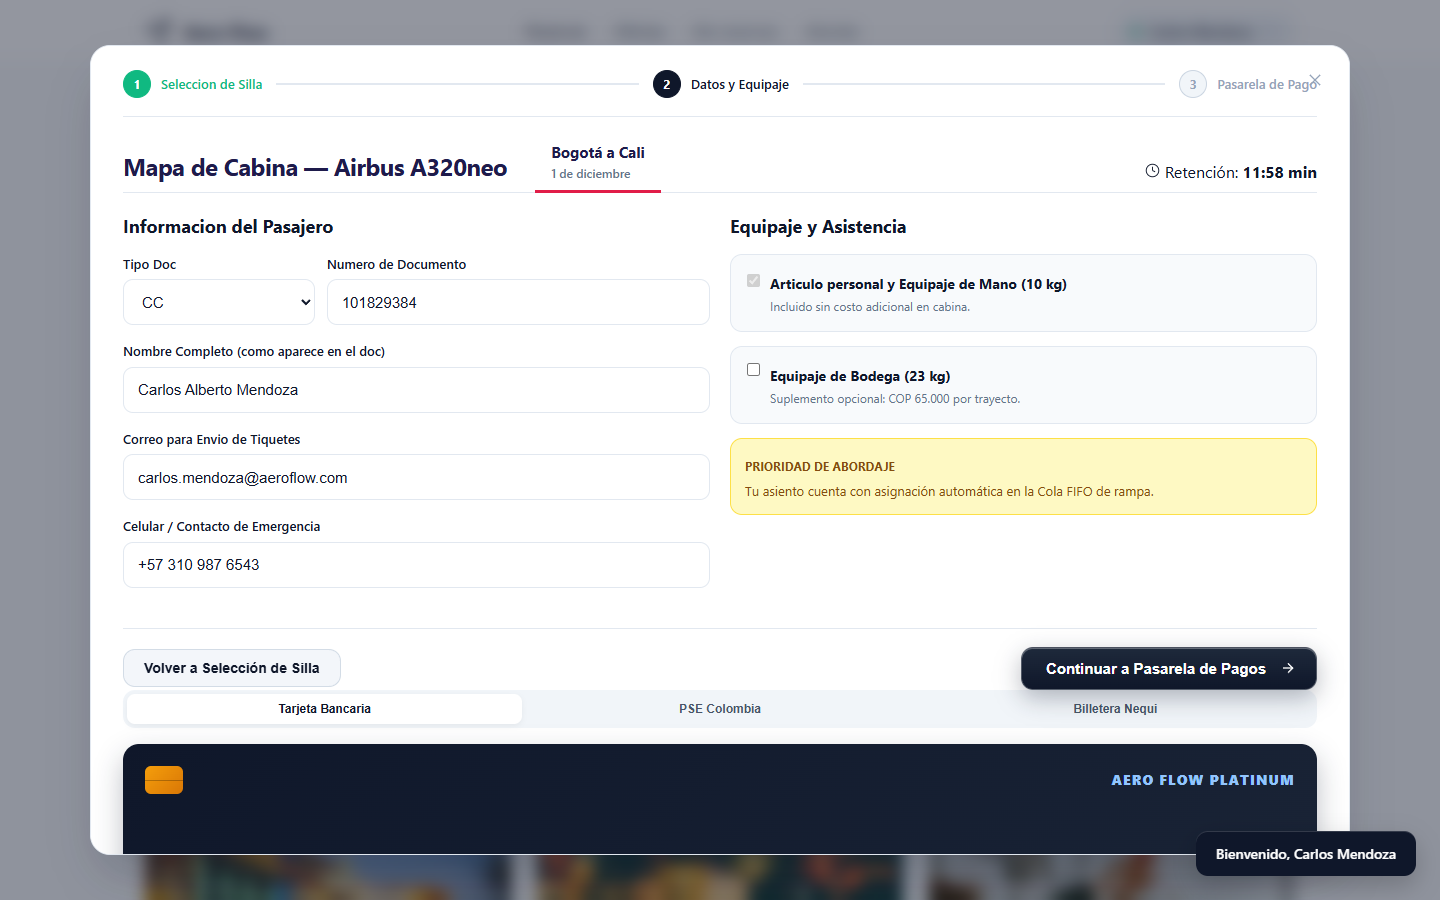 1 Seleccion de Silla
2 Datos y Equipaje
3 Pasarela de Pago
Mapa de Cabina — Airbus A320neo
Bogotá a Cali
1 de diciembre
Retención: 11:58 min
Informacion del Pasajero
Tipo Doc
Numero de Documento
CC
101829384
Nombre Completo (como aparece en el doc)
Carlos Alberto Mendoza
Correo para Envio de Tiquetes
carlos.mendoza@aeroflow.com
Celular / Contacto de Emergencia
+57 310 987 6543
Equipaje y Asistencia
Articulo personal y Equipaje de Mano (10 kg)
Incluido sin costo adicional en cabina.
Equipaje de Bodega (23 kg)
Suplemento opcional: COP 65.000 por trayecto.
PRIORIDAD DE ABORDAJE
Tu asiento cuenta con asignación automática en la Cola FIFO de rampa.
Volver a Selección de Silla
Continuar a Pasarela de Pagos
Tarjeta Bancaria
PSE Colombia
Billetera Nequi
AERO FLOW PLATINUM
Bienvenido, Carlos Mendoza